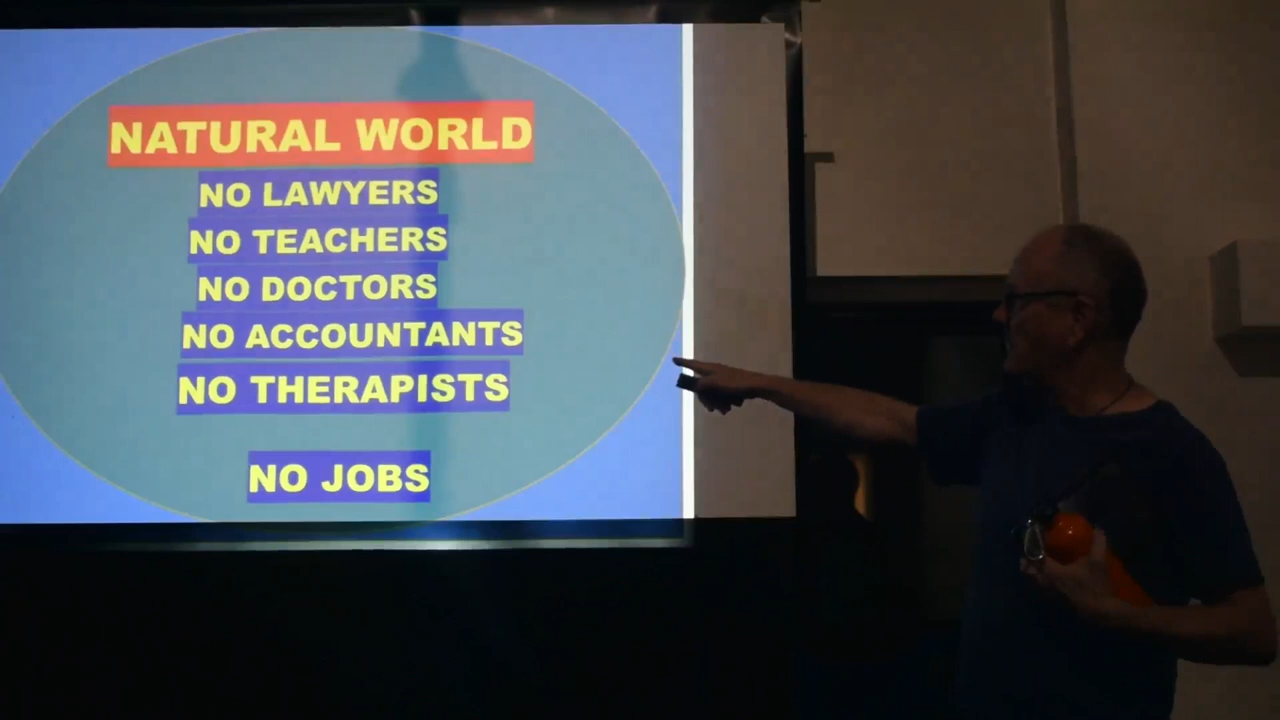 NATURAL WORLD
NO LAWYERS
NO TEACHERS
NO DOCTORS
NO ACCOUNTANTS
NO THERAPISTS
NO JOBS